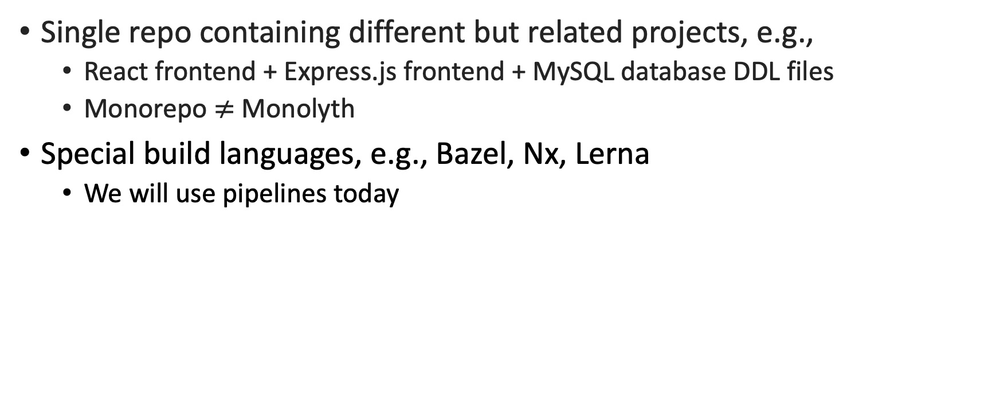 • Single repo containing different but related projects, e.g.,
• React frontend + Express.js frontend + MySQL database DDL files
• Monorepo ≠ Monolyth
• Special build languages, e.g., Bazel, Nx, Lerna
• We will use pipelines today